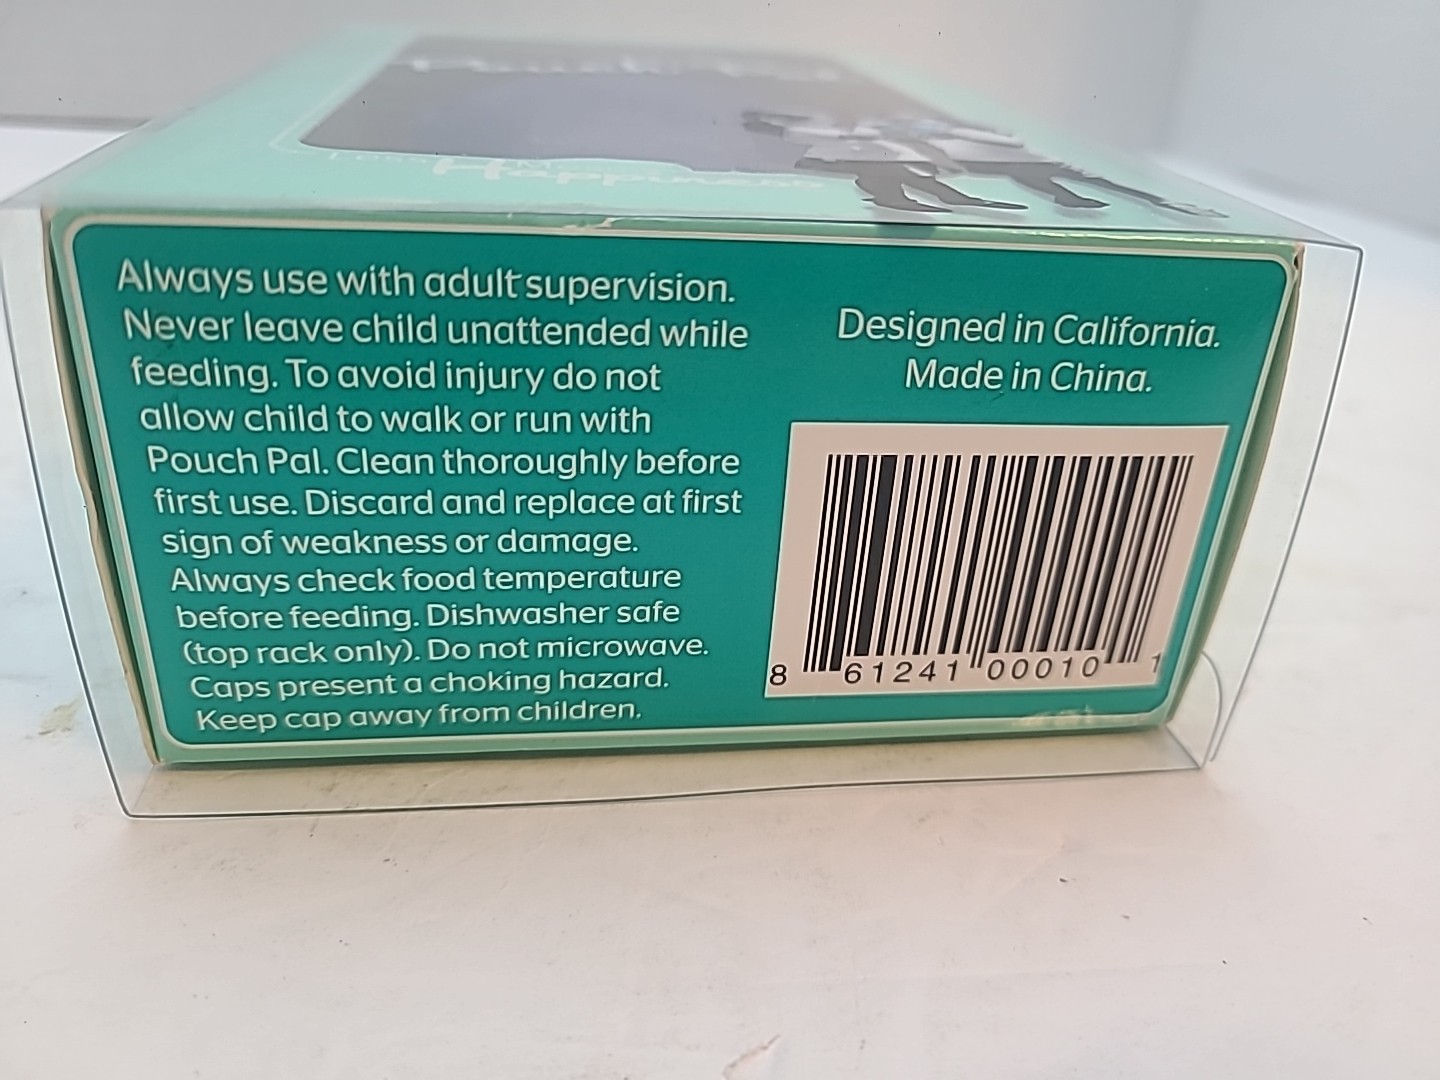 Happiness
Always use with adult supervision.
Never leave child unattended while
feeding. To avoid injury do not
allow child to walk or run with
Pouch Pal. Clean thoroughly before
first use. Discard and replace at first
sign of weakness or damage.
Always check food temperature
before feeding. Dishwasher safe
(top rack only). Do not microwave.
Caps present a choking hazard.
Keep cap away from children.
Designed in California.
Made in China.
8 61241 00010 1